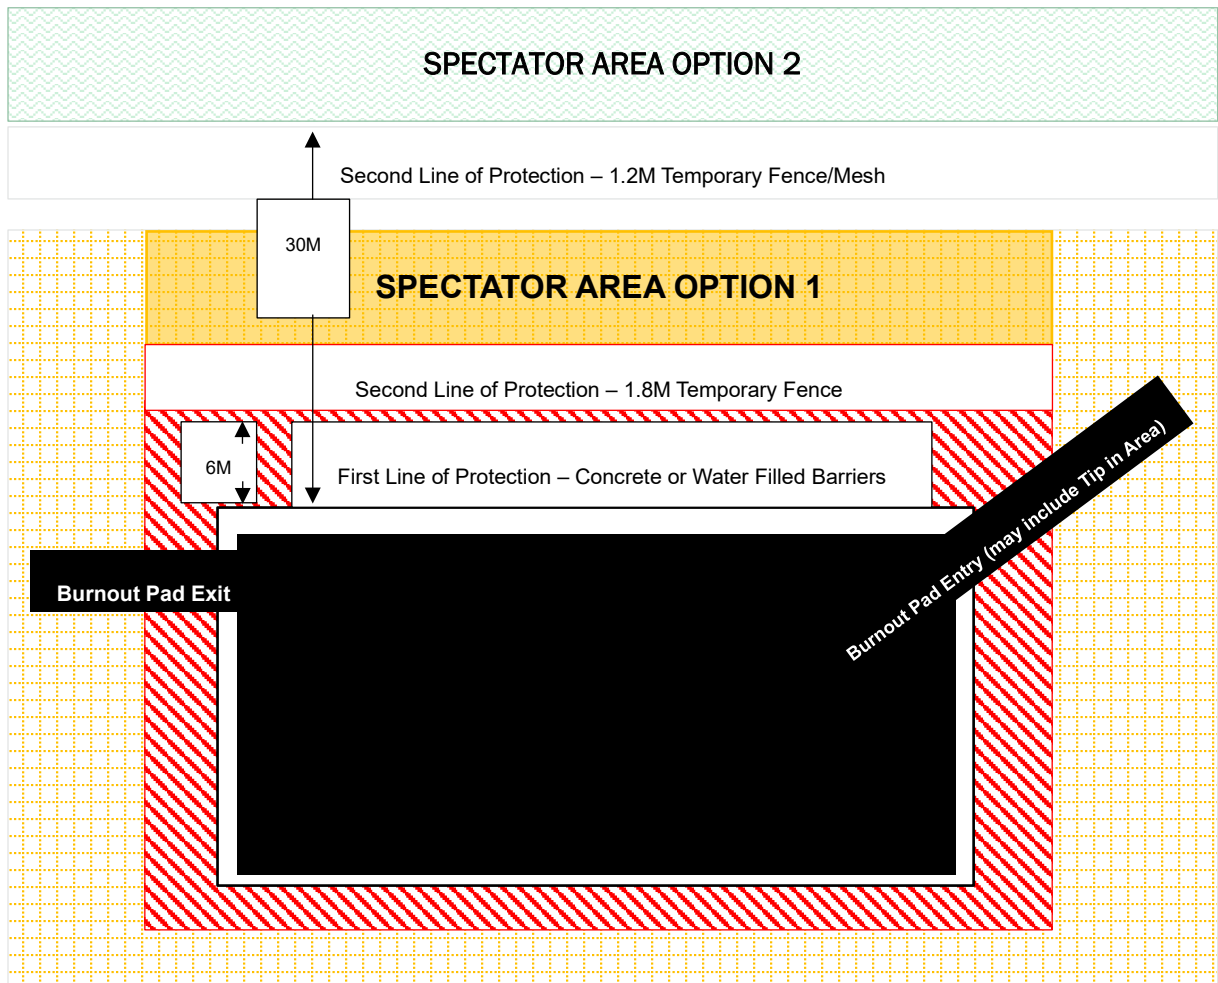 SPECTATOR AREA OPTION 2
Second Line of Protection – 1.2M Temporary Fence/Mesh
30M
SPECTATOR AREA OPTION 1
Second Line of Protection – 1.8M Temporary Fence
6M
First Line of Protection – Concrete or Water Filled Barriers
Burnout Pad Entry (may include Tip in Area)
Burnout Pad Exit